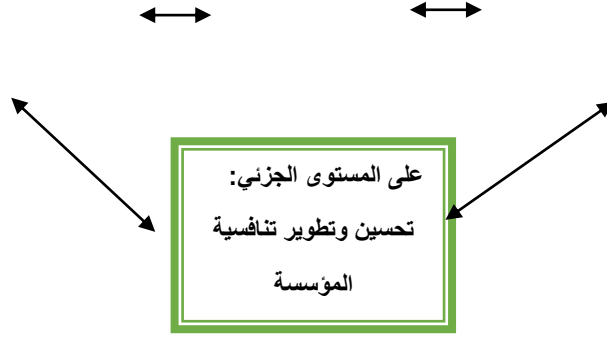 على المستوى الجزئي:
تحسين وتطوير تنافسية
المؤسسة